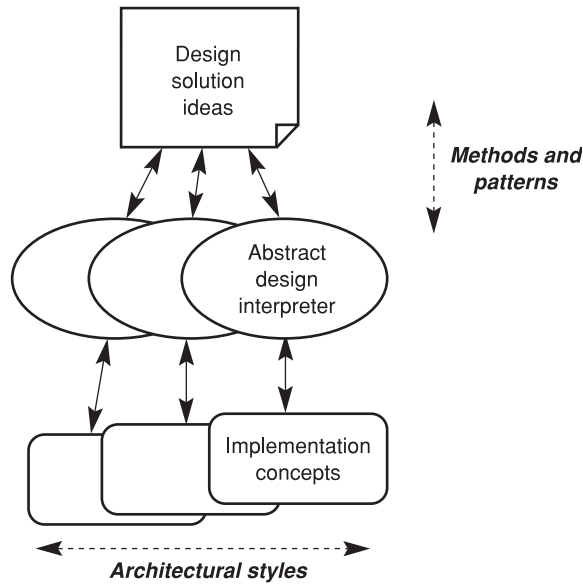 Design
solution
ideas
Methods and
patterns
Abstract
design
interpreter
Implementation
concepts
Architectural styles